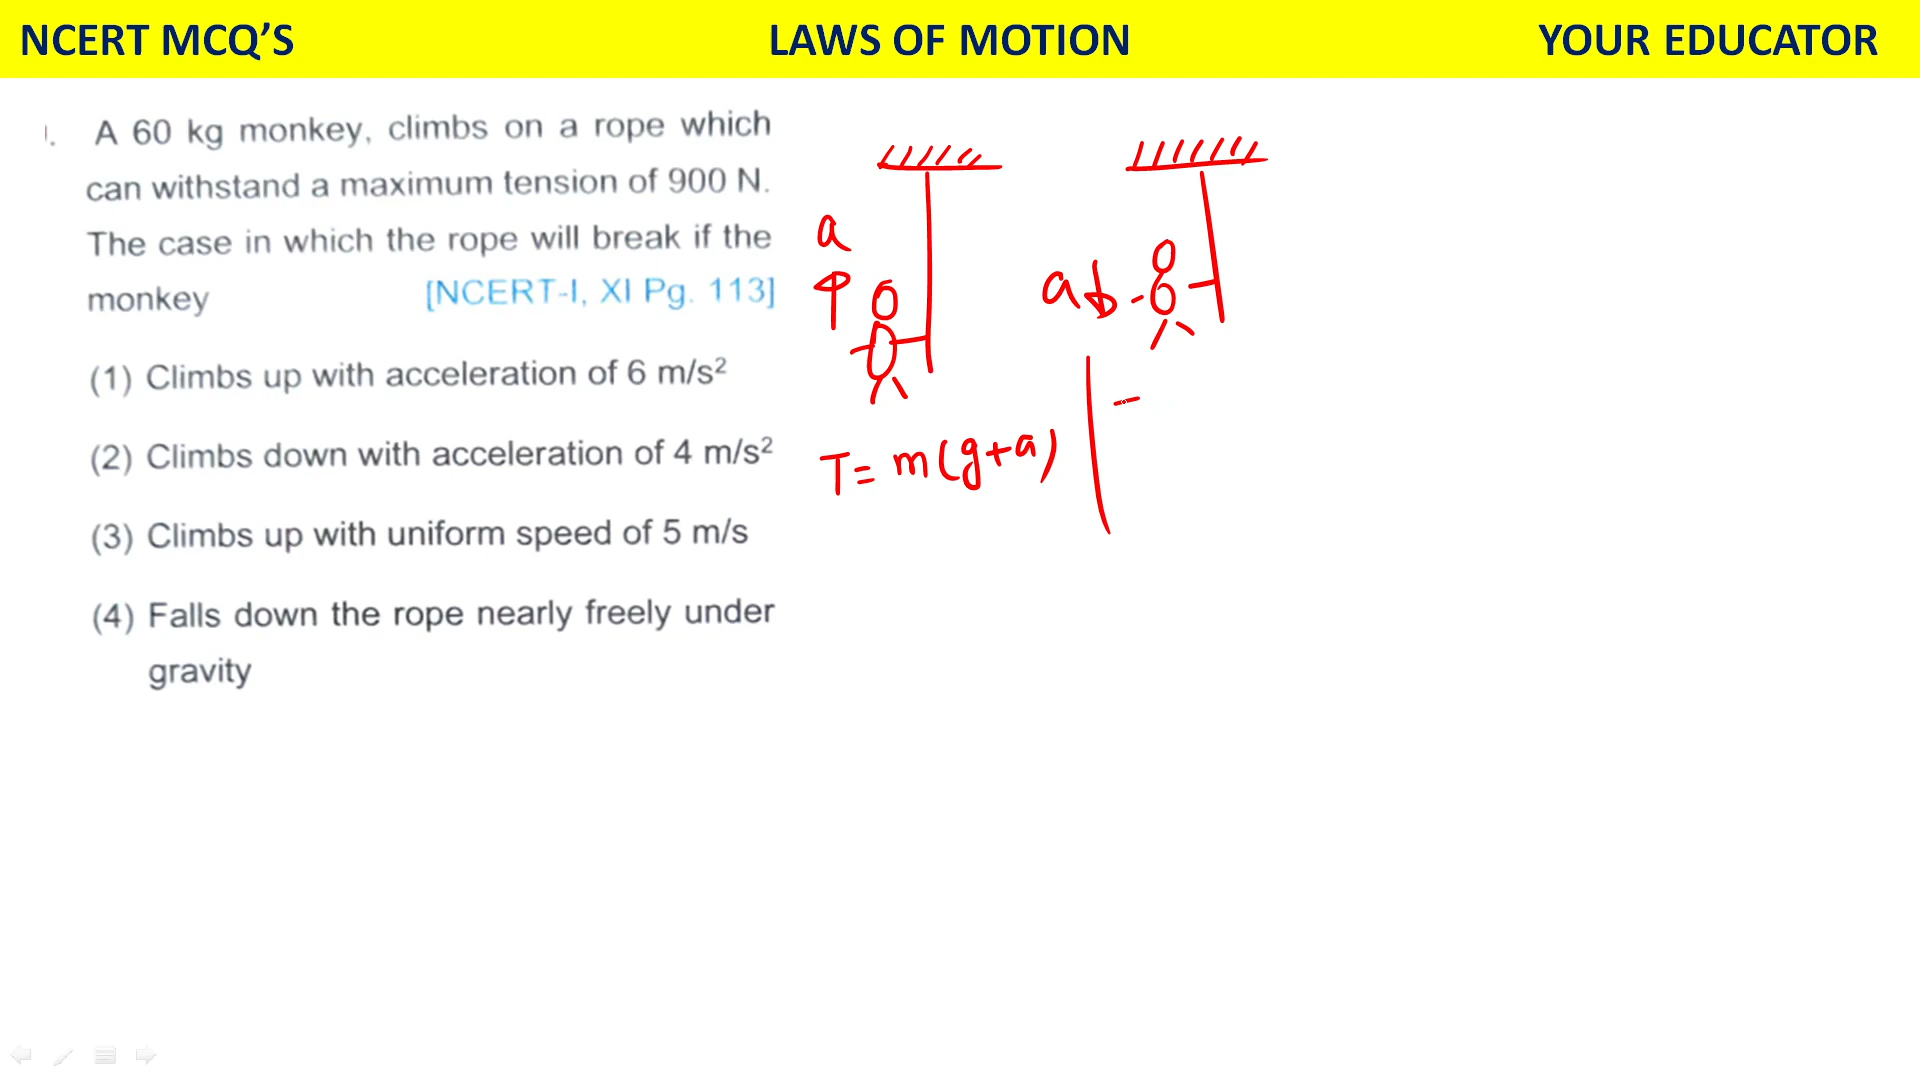 NCERT MCQ’S LAWS OF MOTION YOUR EDUCATOR
A 60 kg monkey, climbs on a rope which
can withstand a maximum tension of 900 N.
The case in which the rope will break if the
monkey [NCERT-I, XI Pg. 113]
(1) Climbs up with acceleration of 6 m/s²
(2) Climbs down with acceleration of 4 m/s²
(3) Climbs up with uniform speed of 5 m/s
(4) Falls down the rope nearly freely under
gravity
a
a
T= m(g+a)